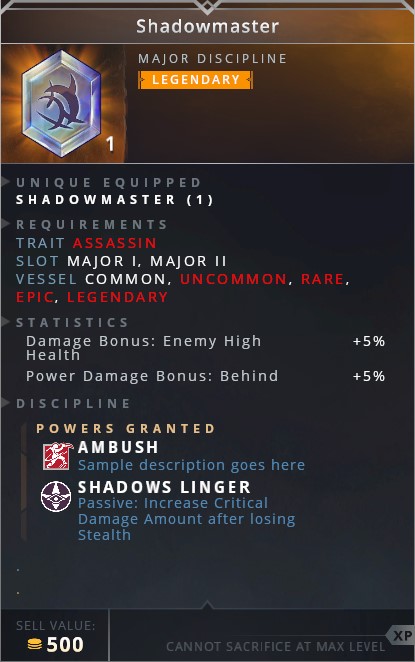 Shadowmaster
MAJOR DISCIPLINE
LEGENDARY
1
UNIQUE EQUIPPED
SHADOWMASTER (1)
REQUIREMENTS
TRAIT ASSASSIN
SLOT MAJOR I, MAJOR II
VESSEL COMMON, UNCOMMON, RARE,
EPIC, LEGENDARY
STATISTICS
Damage Bonus: Enemy High
Health +5%
Power Damage Bonus: Behind +5%
DISCIPLINE
POWERS GRANTED
AMBUSH
Sample description goes here
SHADOWS LINGER
Passive: Increase Critical
Damage Amount after losing
Stealth
.
.
SELL VALUE:
500
CANNOT SACRIFICE AT MAX LEVEL
XP